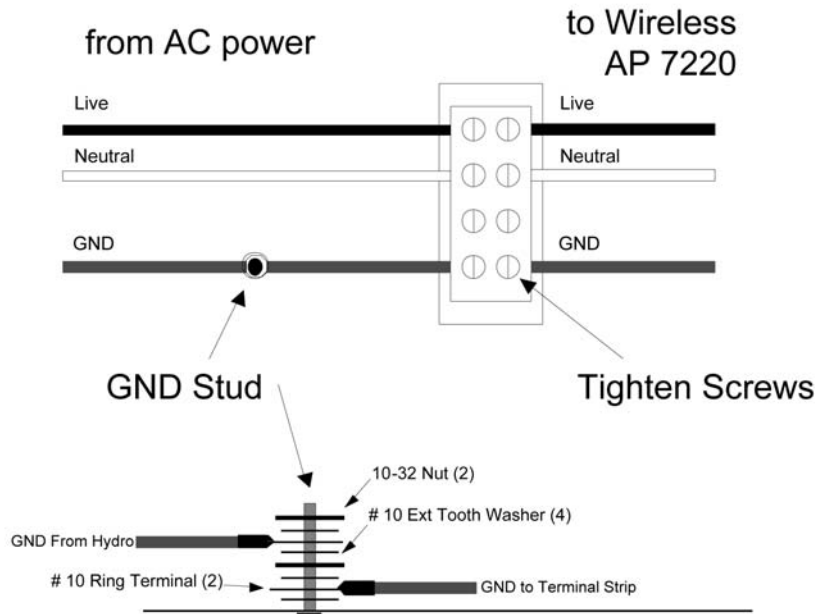 from AC power
to Wireless
AP 7220
Live
Live
Neutral
Neutral
GND
GND
GND Stud
Tighten Screws
10-32 Nut (2)
# 10 Ext Tooth Washer (4)
GND From Hydro
# 10 Ring Terminal (2)
GND to Terminal Strip